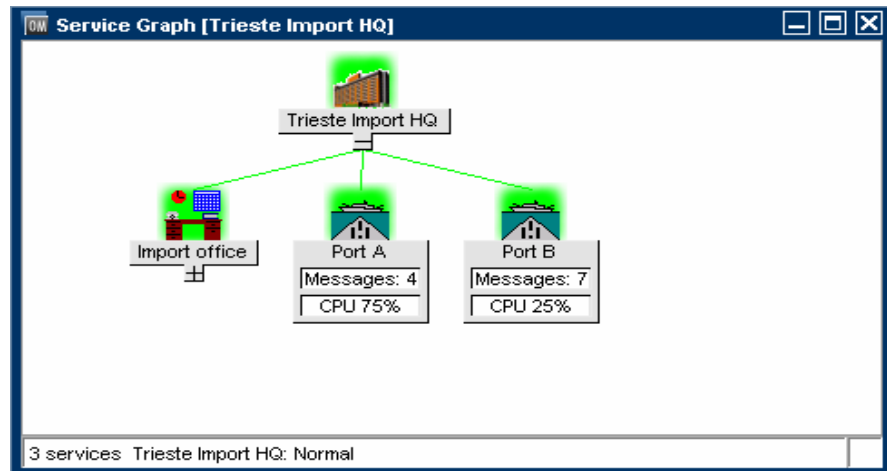 OM Service Graph [Trieste Import HQ]
Trieste Import HQ
Import office
Port A
Messages: 4
CPU 75%
Port B
Messages: 7
CPU 25%
3 services Trieste Import HQ: Normal